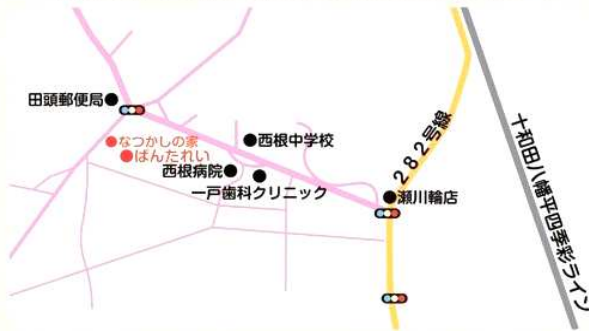 田頭郵便局
なつかしの家
ばんたれい
西根中学校
西根病院
一戸歯科クリニック
282号線
瀬川輪店
十和田八幡平四季彩ライン